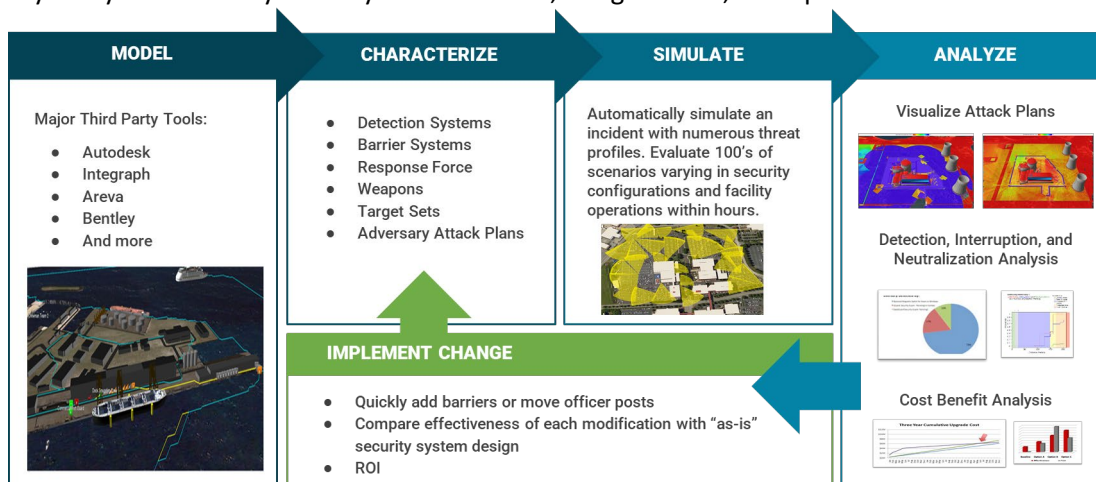 MODEL
CHARACTERIZE
SIMULATE
ANALYZE
Major Third Party Tools:
● Autodesk
● Integraph
● Areva
● Bentley
● And more
● Detection Systems
● Barrier Systems
● Response Force
● Weapons
● Target Sets
● Adversary Attack Plans
Automatically simulate an
incident with numerous threat
profiles. Evaluate 100’s of
scenarios varying in security
configurations and facility
operations within hours.
Visualize Attack Plans
Detection, Interruption, and
Neutralization Analysis
Cost Benefit Analysis
Three Year Cumulative Upgrade Cost
IMPLEMENT CHANGE
● Quickly add barriers or move officer posts
● Compare effectiveness of each modification with “as-is”
security system design
● ROI